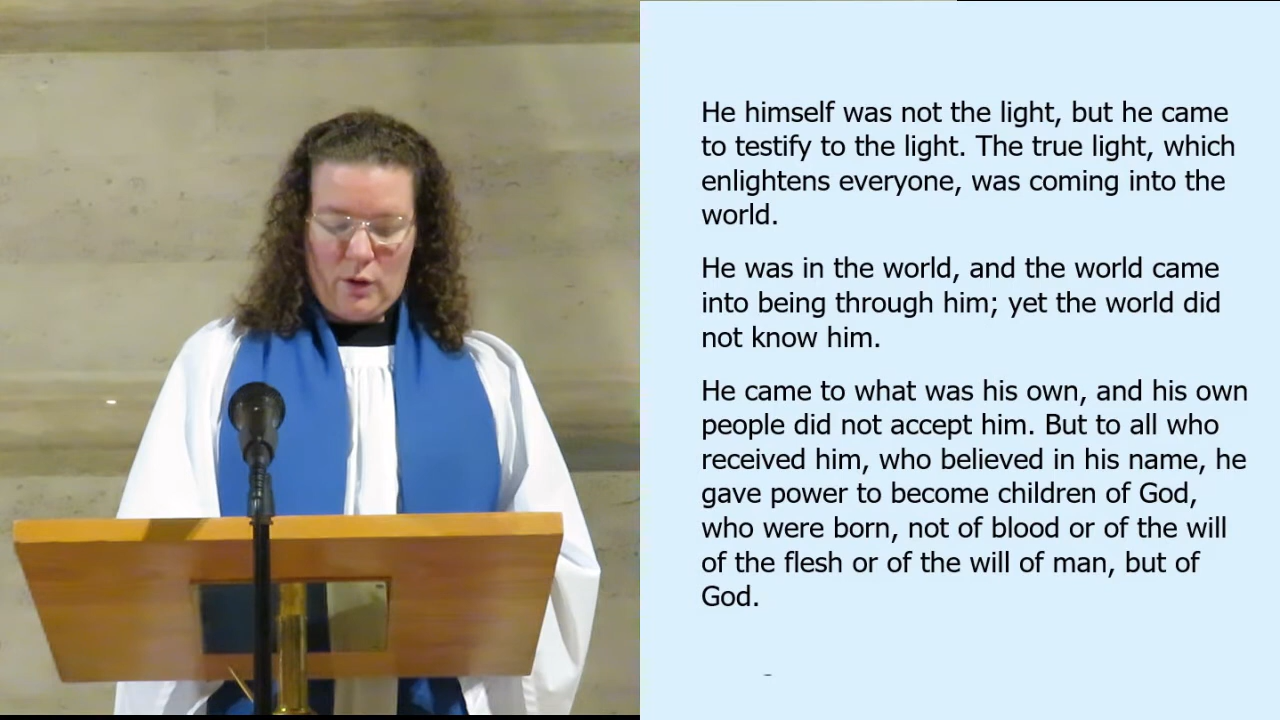 He himself was not the light, but he came
to testify to the light. The true light, which
enlightens everyone, was coming into the
world.
He was in the world, and the world came
into being through him; yet the world did
not know him.
He came to what was his own, and his own
people did not accept him. But to all who
received him, who believed in his name, he
gave power to become children of God,
who were born, not of blood or of the will
of the flesh or of the will of man, but of
God.